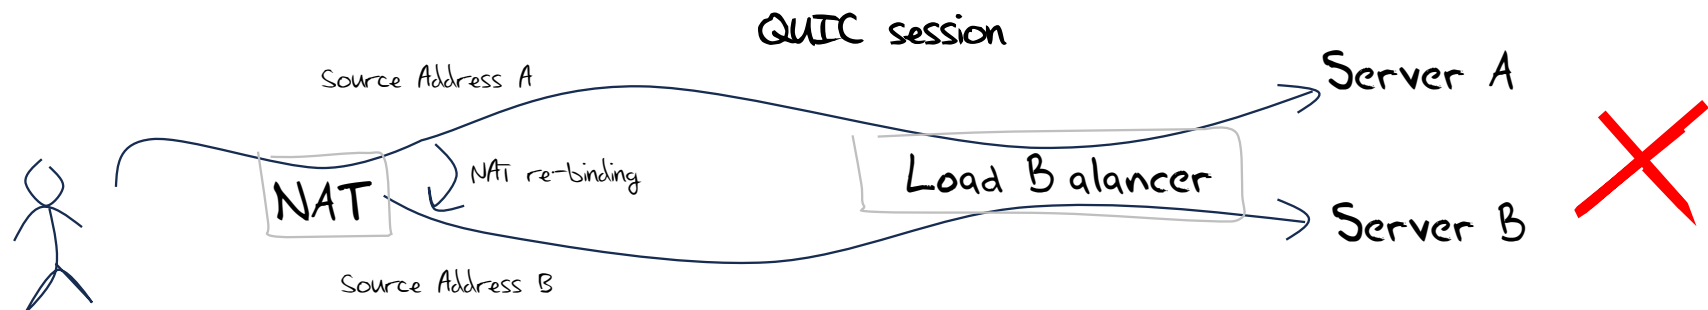 QUIC session
Source Address A
Server A
NAT re-binding
NAT
Load Balancer
Server B
Source Address B